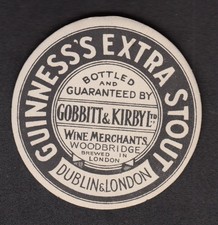 GUINNESS'S EXTRA STOUT
BOTTLED
AND
GUARANTEED BY
GOBBITT & KIRBY LTD
WINE MERCHANTS,
WOODBRIDGE
BREWED IN
LONDON
DUBLIN & LONDON